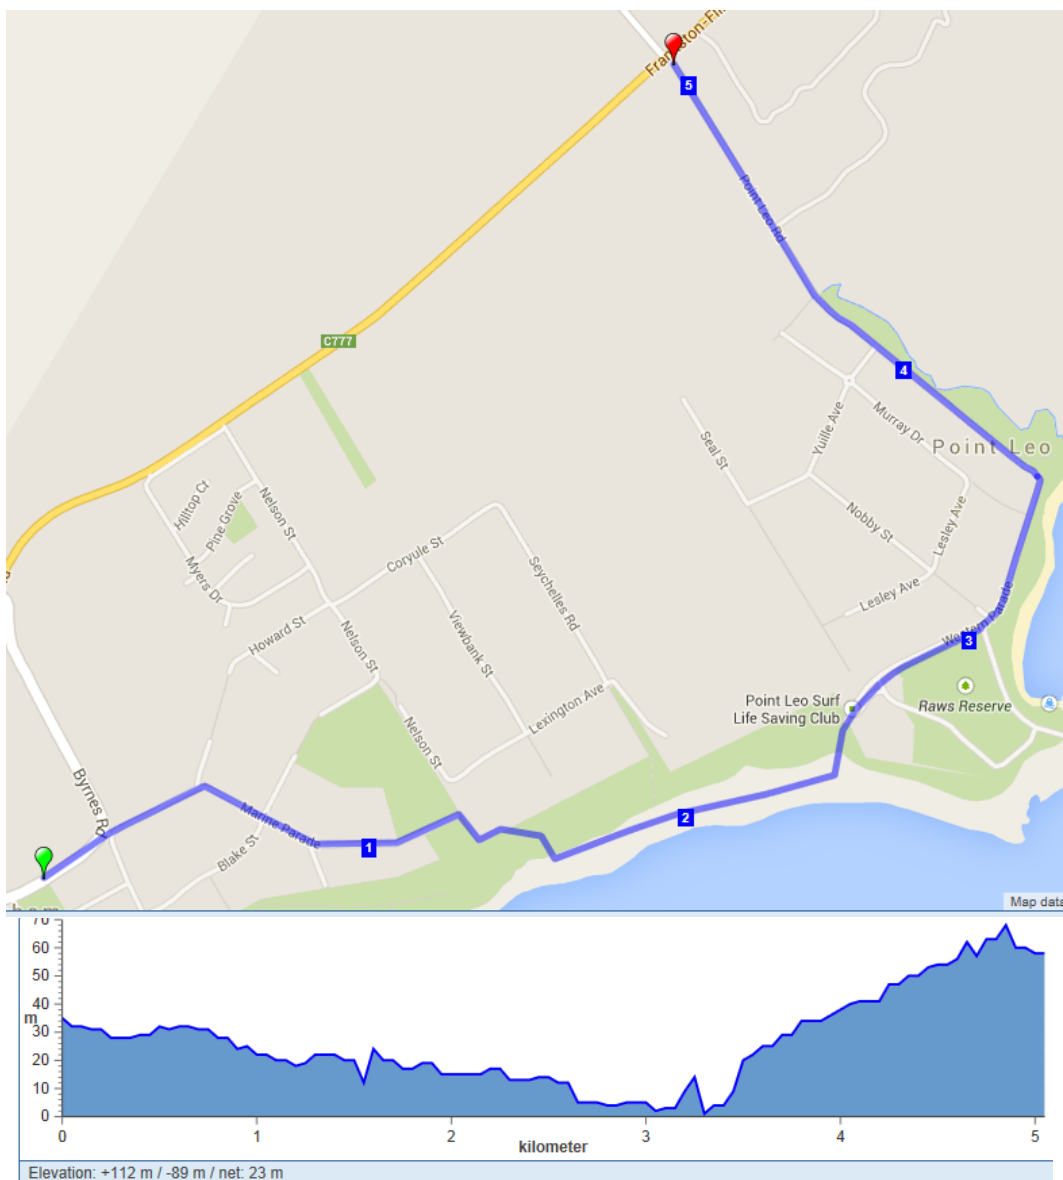 Frankston-Fli
5
Point Leo Rd
C777
4
Murray Dr
Yuille Ave
Point Leo
Seal St
Hilltop Ct
Nelson St
Pine Grove
Nobby St
Lesley Ave
Coryule St
Myers Dr
Seychelles Rd
Lesley Ave
Howard St
Viewbank St
Nelson St
Western Parade
3
Point Leo Surf
Life Saving Club
Raws Reserve
Lexington Ave
Nelson St
Byrnes Rd
Marine Parade
2
Blake St
1
Map data
70
60
50
40
m
30
20
10
0
0 1 2 3 4 5
kilometer
Elevation: +112 m / -89 m / net: 23 m